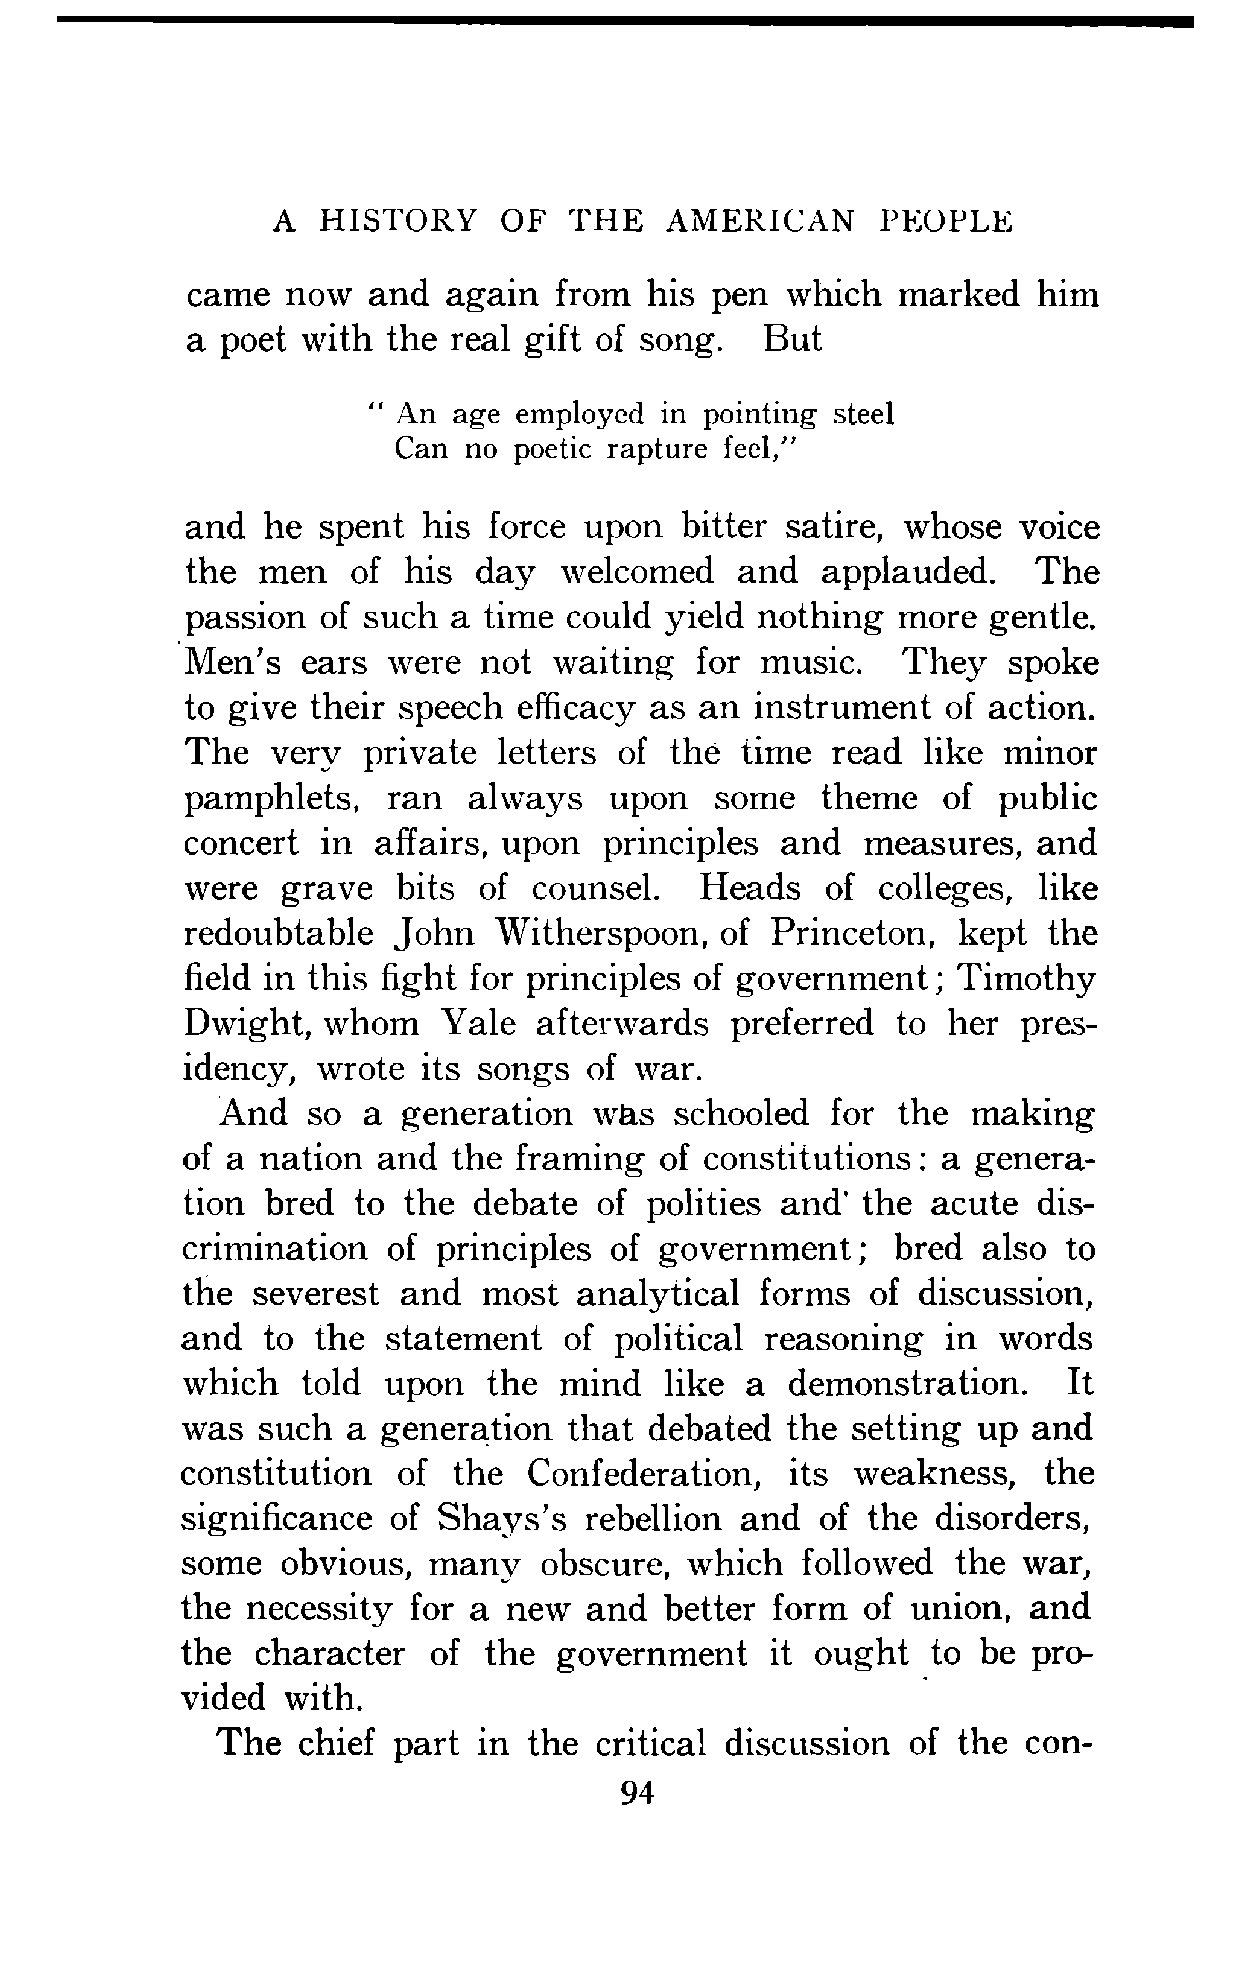 A HISTORY OF THE AMERICAN PEOPLE
came now and again from his pen which marked him
a poet with the real gift of song. But
" An age employed in pointing steel
Can no poetic rapture feel,"
and he spent his force upon bitter satire, whose voice
the men of his day welcomed and applauded. The
passion of such a time could yield nothing more gentle.
Men's ears were not waiting for music. They spoke
to give their speech efficacy as an instrument of action.
The very private letters of the time read like minor
pamphlets, ran always upon some theme of public
concert in affairs, upon principles and measures, and
were grave bits of counsel. Heads of colleges, like
redoubtable John Witherspoon, of Princeton, kept the
field in this fight for principles of government; Timothy
Dwight, whom Yale afterwards preferred to her pres-
idency, wrote its songs of war.
And so a generation was schooled for the making
of a nation and the framing of constitutions: a genera-
tion bred to the debate of polities and the acute dis-
crimination of principles of government; bred also to
the severest and most analytical forms of discussion,
and to the statement of political reasoning in words
which told upon the mind like a demonstration. It
was such a generation that debated the setting up and
constitution of the Confederation, its weakness, the
significance of Shays's rebellion and of the disorders,
some obvious, many obscure, which followed the war,
the necessity for a new and better form of union, and
the character of the government it ought to be pro-
vided with.
The chief part in the critical discussion of the con-
94